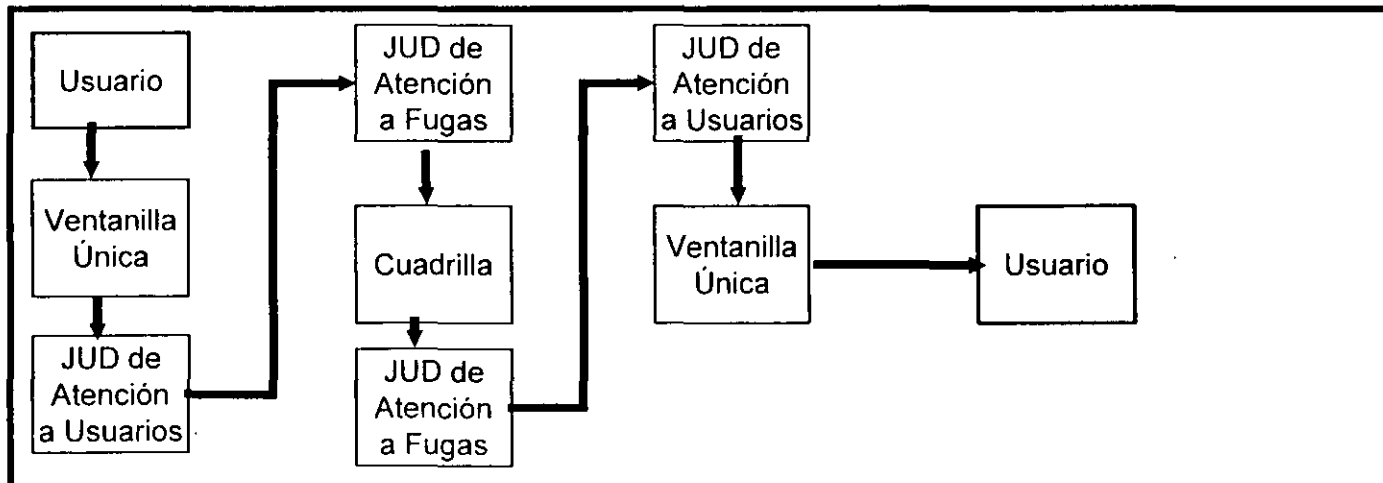 Usuario
Ventanilla
Única
JUD de
Atención
a Usuarios
JUD de
Atención
a Fugas
Cuadrilla
JUD de
Atención
a Fugas
JUD de
Atención
a Usuarios
Ventanilla
Única
Usuario